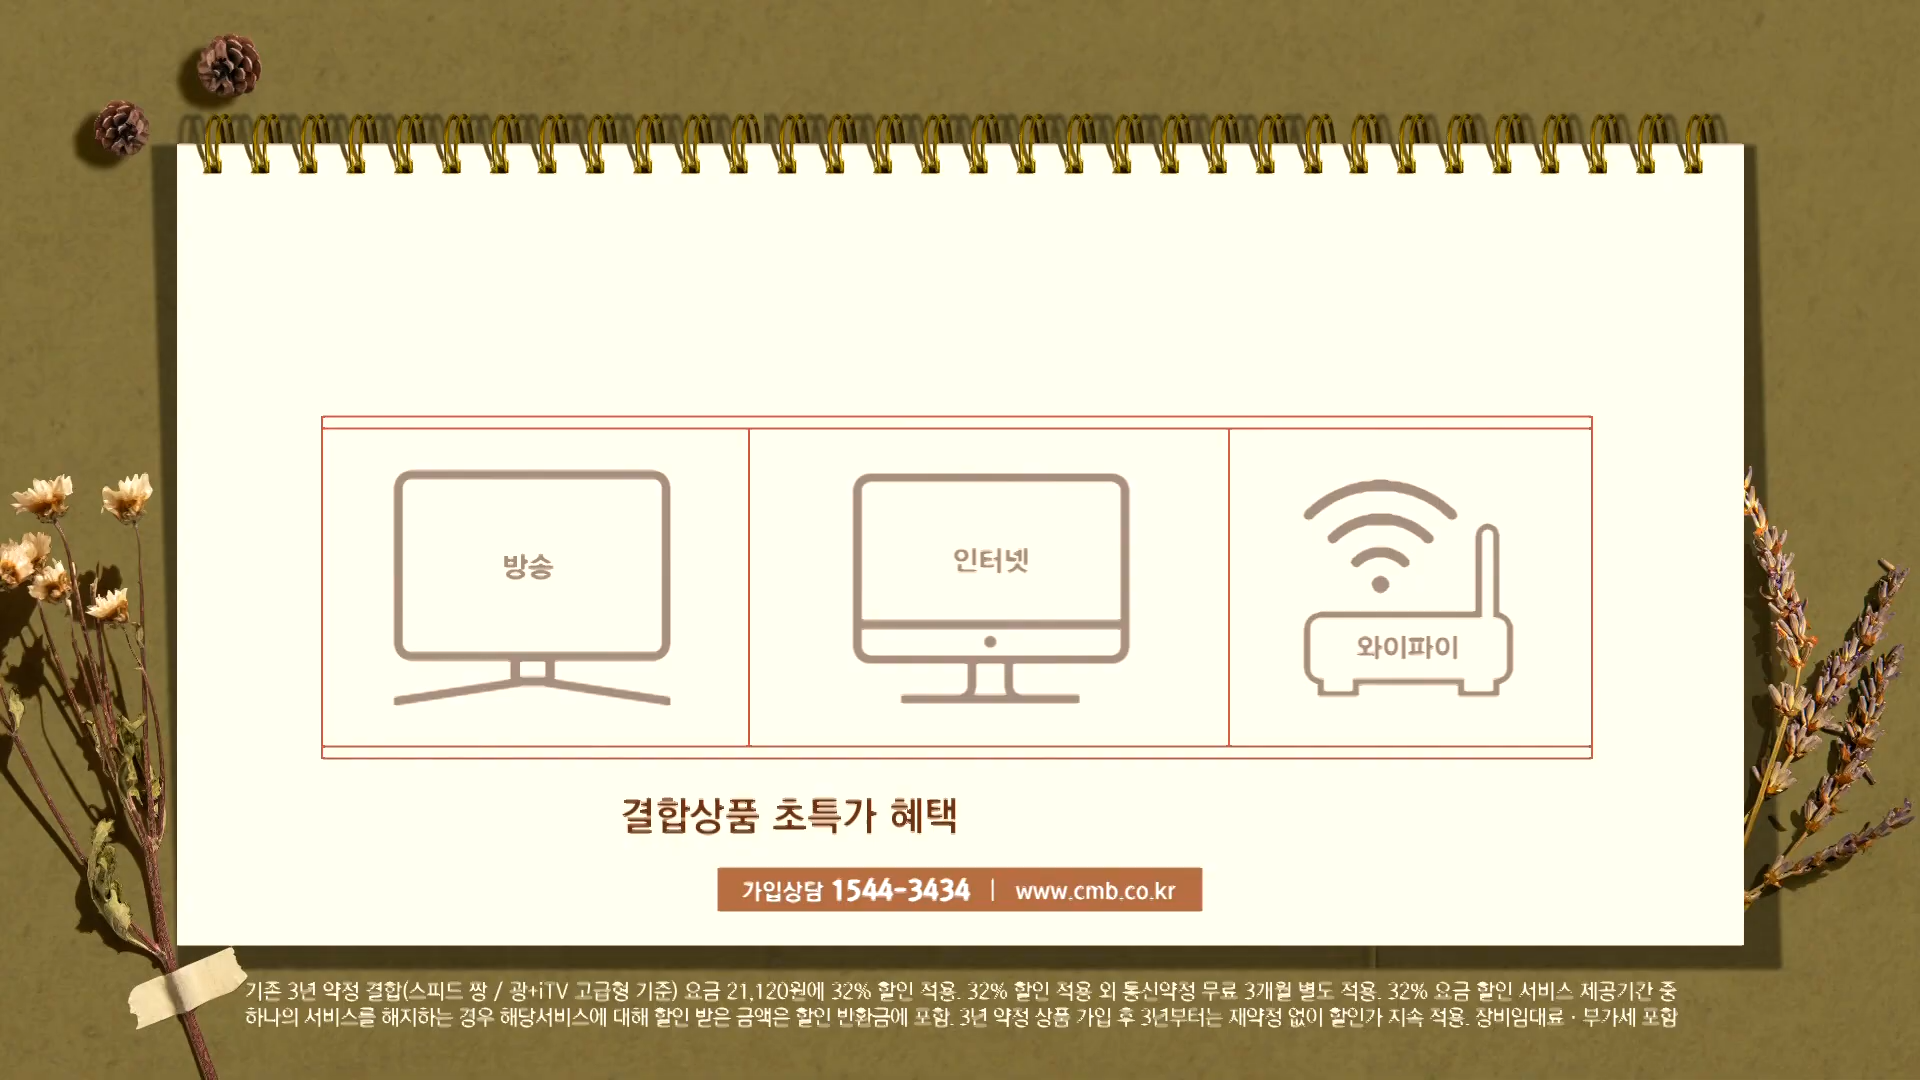 방송
인터넷
와이파이
결합상품 초특가 혜택
가입상담 1544-3434 | www.cmb.co.kr
기존 3년 약정 결합(스피드 짱 / 광+iTV 고급형 기준) 요금 21,120원에 32% 할인 적용. 32% 할인 적용 외 통신약정 무료 3개월 별도 적용. 32% 요금 할인 서비스 제공기간 중
하나의 서비스를 해지하는 경우 해당서비스에 대해 할인 받은 금액은 할인 반환금에 포함. 3년 약정 상품 가입 후 3년부터는 재약정 없이 할인가 지속 적용. 장비임대료 · 부가세 포함